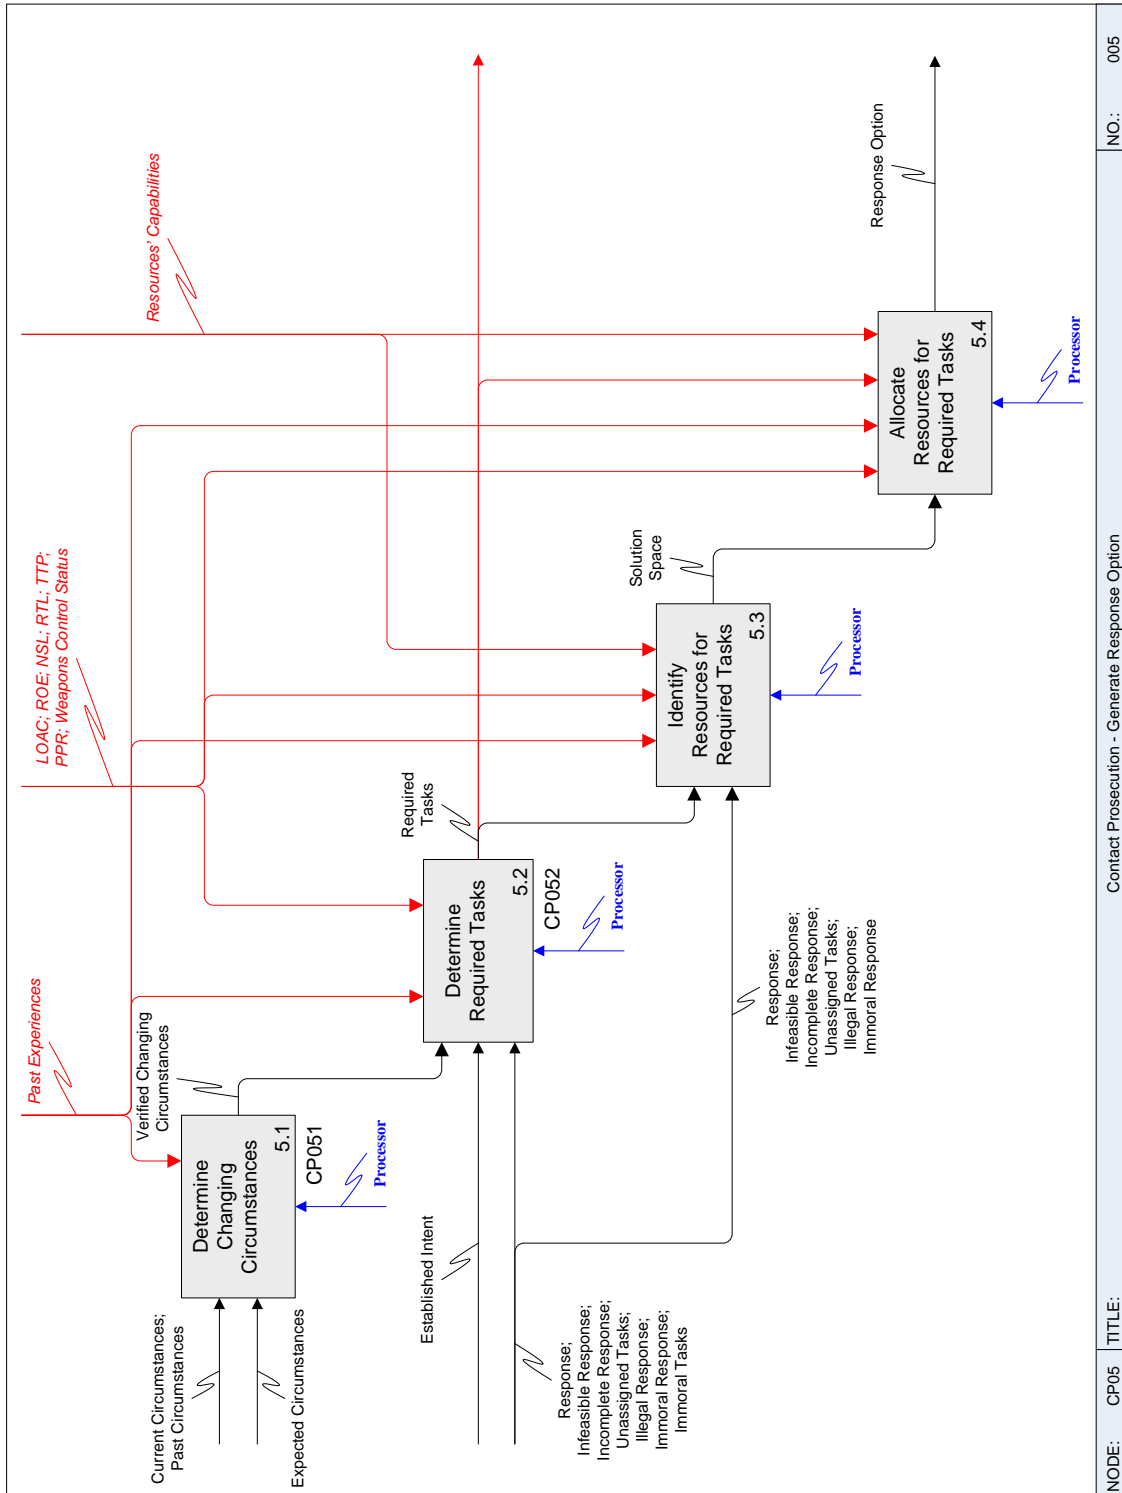 Past Experiences
LOAC; ROE; NSL; RTL; TTP;
PPR; Weapons Control Status
Resources' Capabilities
Current Circumstances;
Past Circumstances
Expected Circumstances
Determine
Changing
Circumstances
5.1
CP051
Processor
Verified Changing
Circumstances
Established Intent
Response;
Infeasible Response;
Incomplete Response;
Unassigned Tasks;
Illegal Response;
Immoral Response;
Immoral Tasks
Determine
Required Tasks
5.2
CP052
Processor
Required
Tasks
Response;
Infeasible Response;
Incomplete Response;
Unassigned Tasks;
Illegal Response;
Immoral Response
Identify
Resources for
Required Tasks
5.3
Processor
Solution
Space
Allocate
Resources for
Required Tasks
5.4
Processor
Response Option
NODE: CP05 TITLE: Contact Prosecution - Generate Response Option NO.: 005